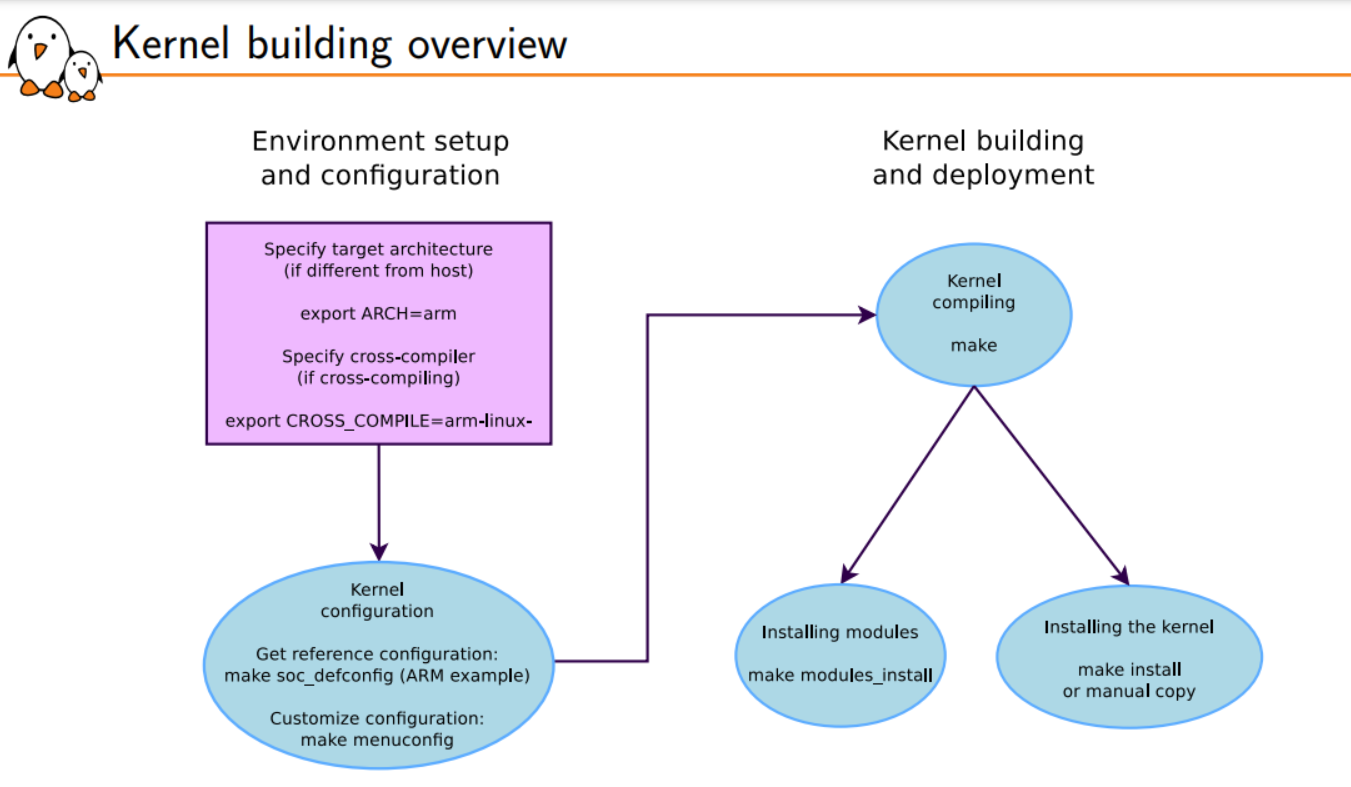 Kernel building overview
Environment setup
and configuration
Specify target architecture
(if different from host)
export ARCH=arm
Specify cross-compiler
(if cross-compiling)
export CROSS_COMPILE=arm-linux-
Kernel
configuration
Get reference configuration:
make soc_defconfig (ARM example)
Customize configuration:
make menuconfig
Kernel building
and deployment
Kernel
compiling
make
Installing modules
make modules_install
Installing the kernel
make install
or manual copy